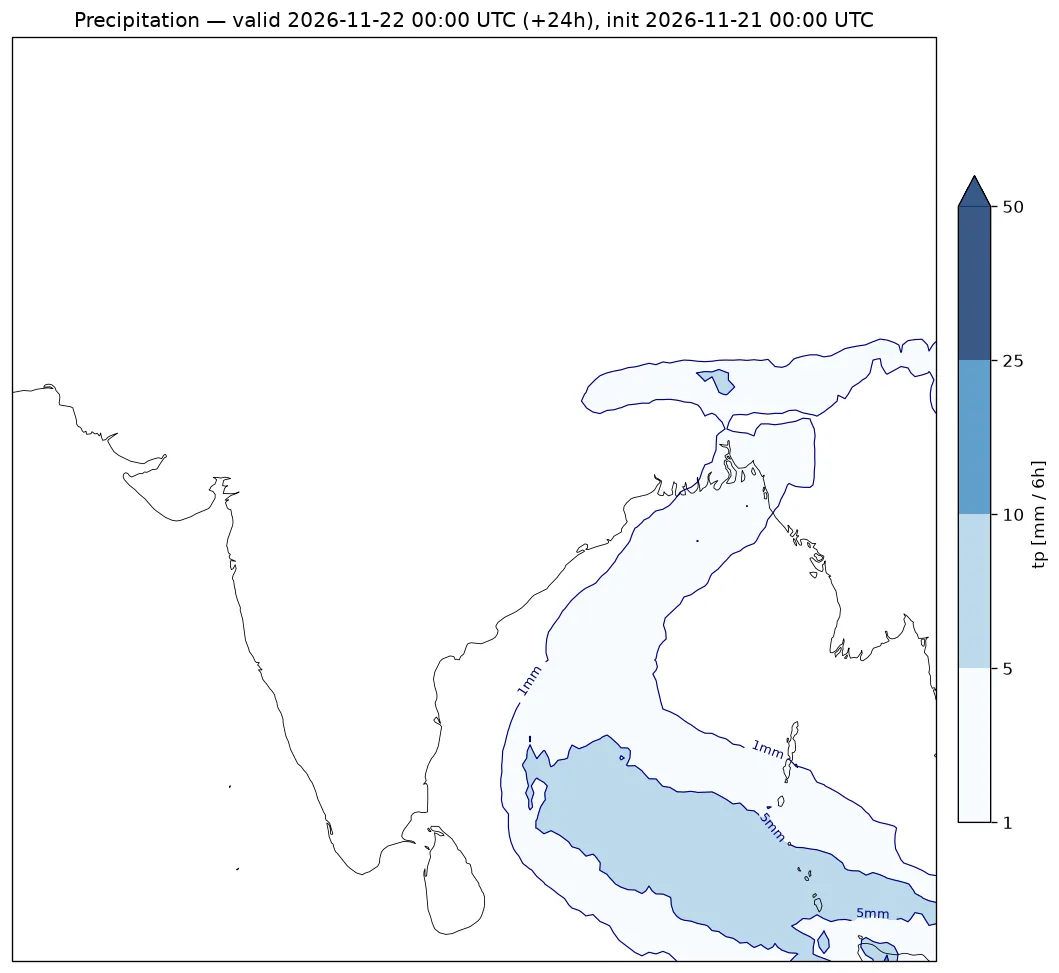 Precipitation — valid 2026-11-22 00:00 UTC (+24h), init 2026-11-21 00:00 UTC
50
25
10
5
1
tp [mm / 6h]
1mm
1mm
5mm
5mm